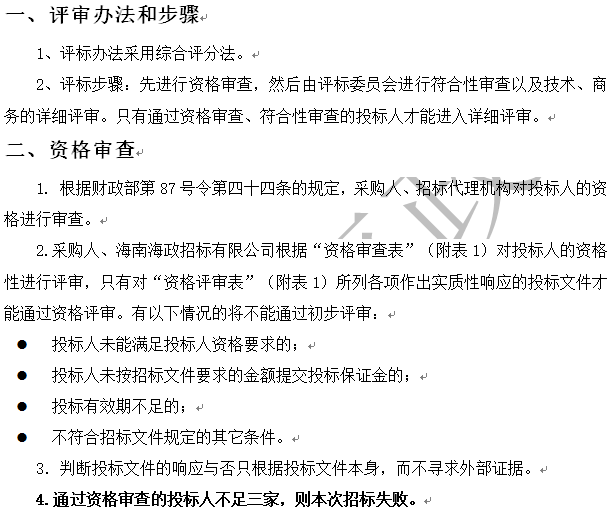 一、评审办法和步骤
1、评标办法采用综合评分法。
2、评标步骤：先进行资格审查，然后由评标委员会进行符合性审查以及技术、商
务的详细评审。只有通过资格审查、符合性审查的投标人才能进入详细评审。
二、资格审查
1. 根据财政部第 87 号令第四十四条的规定，采购人、招标代理机构对投标人的资
格进行审查。
2.采购人、海南海政招标有限公司根据“资格审查表”（附表 1）对投标人的资格
性进行评审，只有对“资格评审表”（附表 1）所列各项作出实质性响应的投标文件才
能通过资格评审。有以下情况的将不能通过初步评审：
● 投标人未能满足投标人资格要求的；
● 投标人未按招标文件要求的金额提交投标保证金的；
● 投标有效期不足的；
● 不符合招标文件规定的其它条件。
3. 判断投标文件的响应与否只根据投标文件本身，而不寻求外部证据。
4.通过资格审查的投标人不足三家，则本次招标失败。